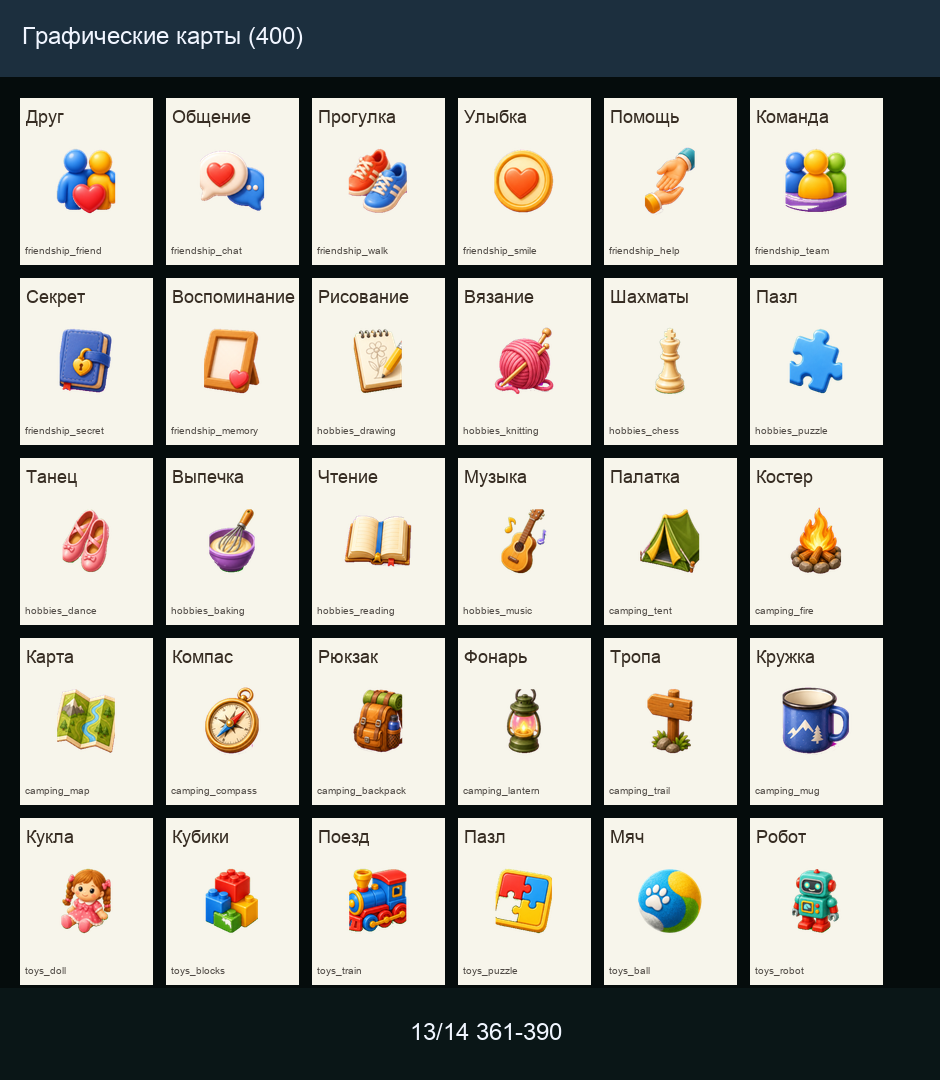 Графические карты (400)
Друг Общение Прогулка Улыбка Помощь Команда
friendship_friend friendship_chat friendship_walk friendship_smile friendship_help friendship_team
Секрет Воспоминание Рисование Вязание Шахматы Пазл
friendship_secret friendship_memory hobbies_drawing hobbies_knitting hobbies_chess hobbies_puzzle
Танец Выпечка Чтение Музыка Палатка Костер
hobbies_dance hobbies_baking hobbies_reading hobbies_music camping_tent camping_fire
Карта Компас Рюкзак Фонарь Тропа Кружка
camping_map camping_compass camping_backpack camping_lantern camping_trail camping_mug
Кукла Кубики Поезд Пазл Мяч Робот
toys_doll toys_blocks toys_train toys_puzzle toys_ball toys_robot
13/14 361-390